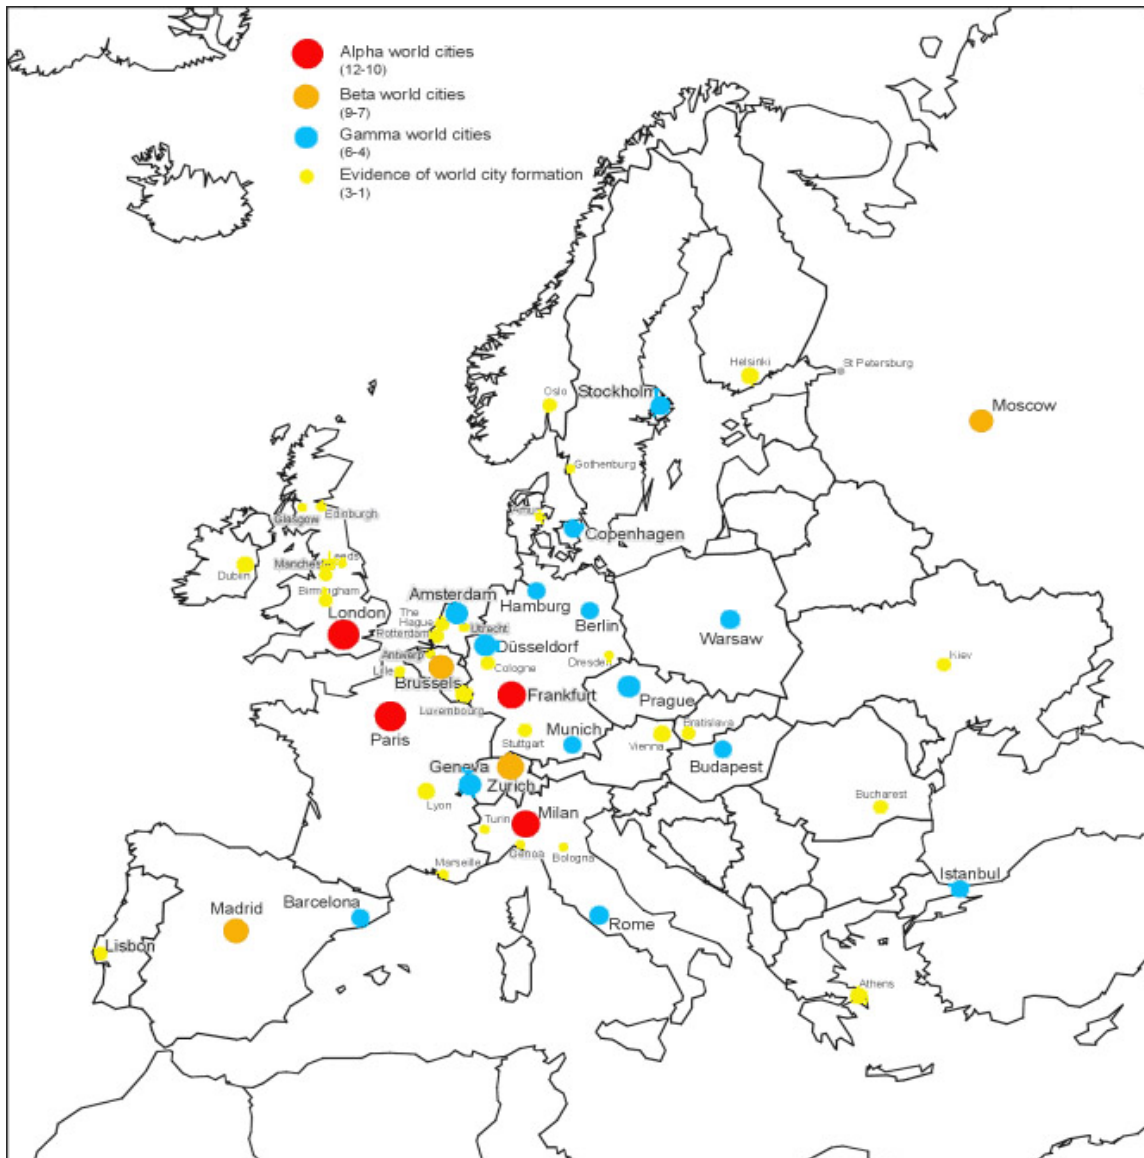 Alpha world cities
(12-10)
Beta world cities
(9-7)
Gamma world cities
(6-4)
Evidence of world city formation
(3-1)
Helsinki
St Petersburg
Oslo
Stockholm
Moscow
Gothenburg
Glasgow
Edinburgh
Copenhagen
Leeds
Dublin
Birmingham
Amsterdam
Hamburg
London
The
Hague
Rotterdam
Utrecht
Berlin
Warsaw
Antwerp
Düsseldorf
Lille
Cologne
Dresden
Kiev
Brussels
Frankfurt
Prague
Luxembourg
Paris
Stuttgart
Munich
Vienna
Bratislava
Geneva
Zurich
Budapest
Lyon
Bucharest
Turin
Milan
Genoa
Bologna
Marseille
Istanbul
Barcelona
Madrid
Rome
Lisbon
Athens